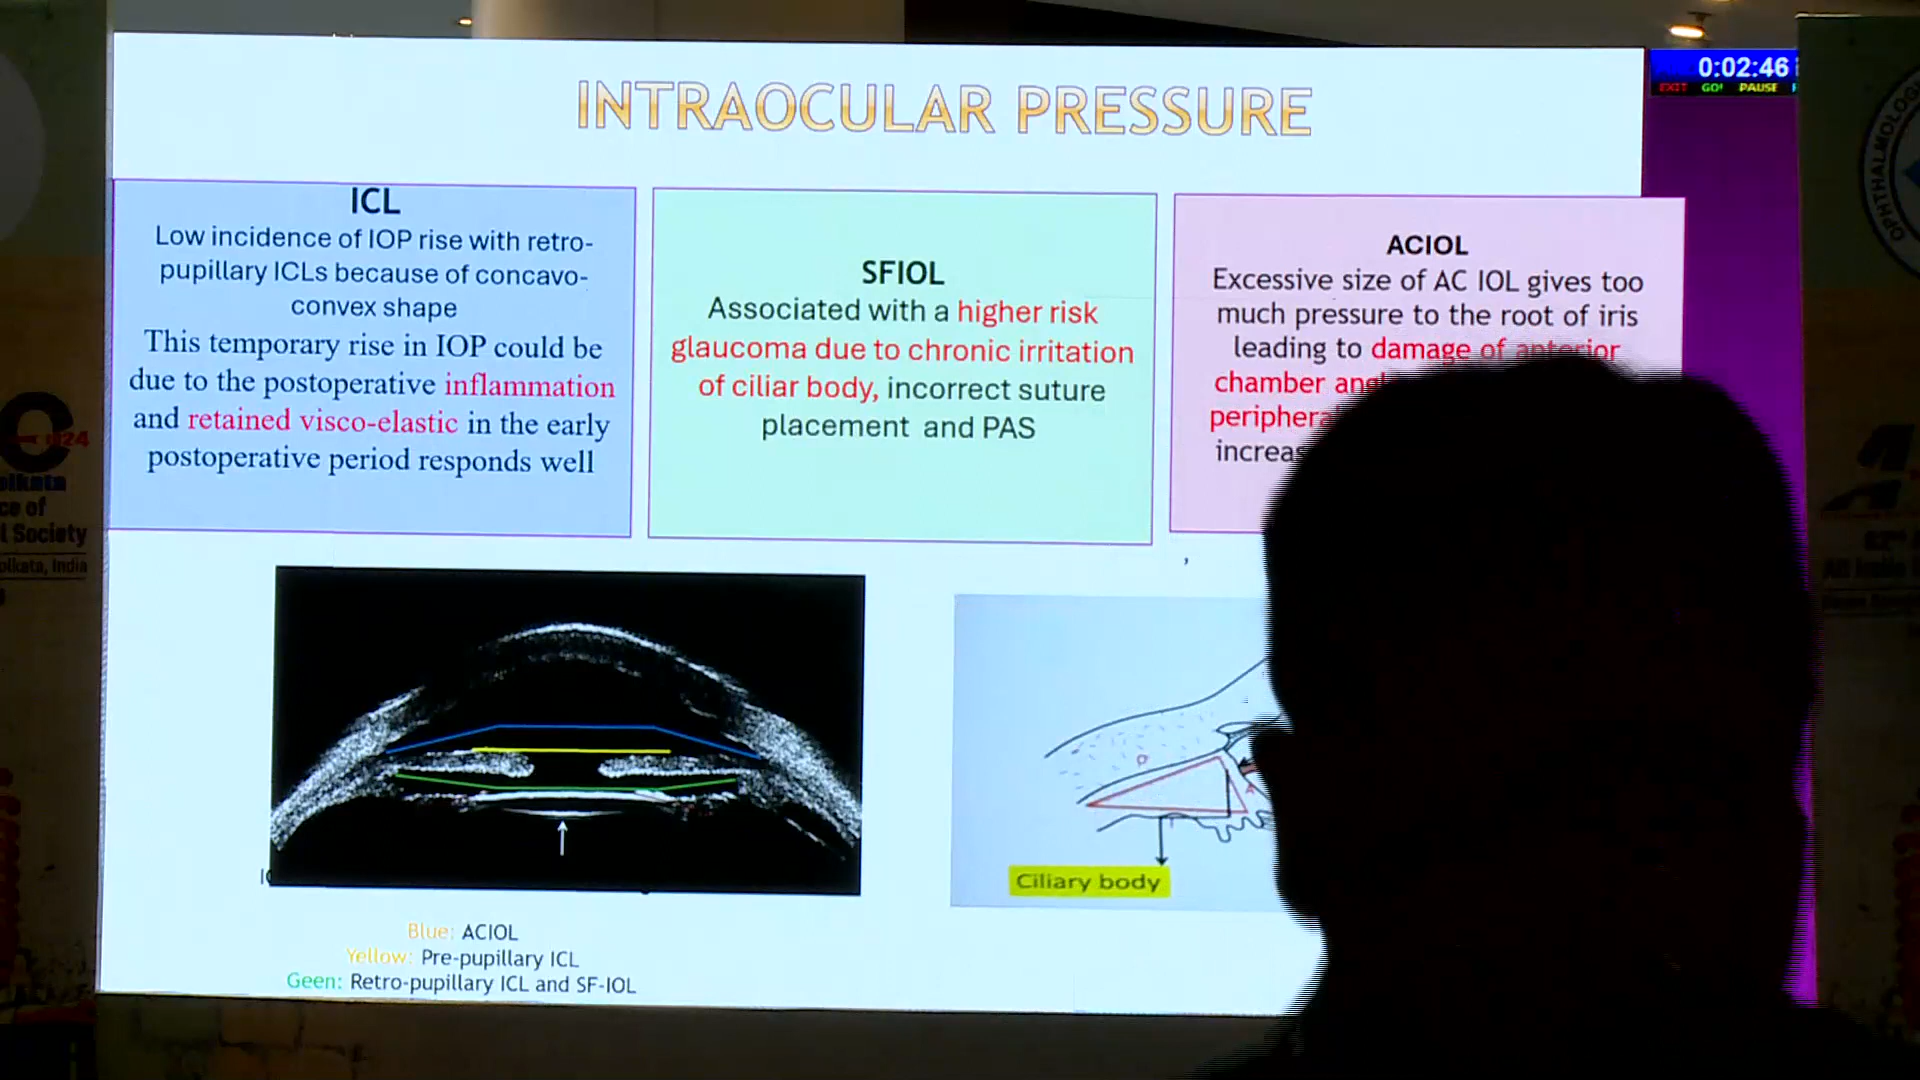 INTRAOCULAR PRESSURE
0:02:46
EXIT GO! PAUSE
ICL
Low incidence of IOP rise with retro-
pupillary ICLs because of concavo-
convex shape
This temporary rise in IOP could be
due to the postoperative inflammation
and retained visco-elastic in the early
postoperative period responds well
SFIOL
Associated with a higher risk
glaucoma due to chronic irritation
of ciliar body, incorrect suture
placement and PAS
ACIOL
Excessive size of AC IOL gives too
much pressure to the root of iris
leading to damage of anterior
chamber
Ciliary body
Blue: ACIOL
Yellow: Pre-pupillary ICL
Geen: Retro-pupillary ICL and SF-IOL
Society
India